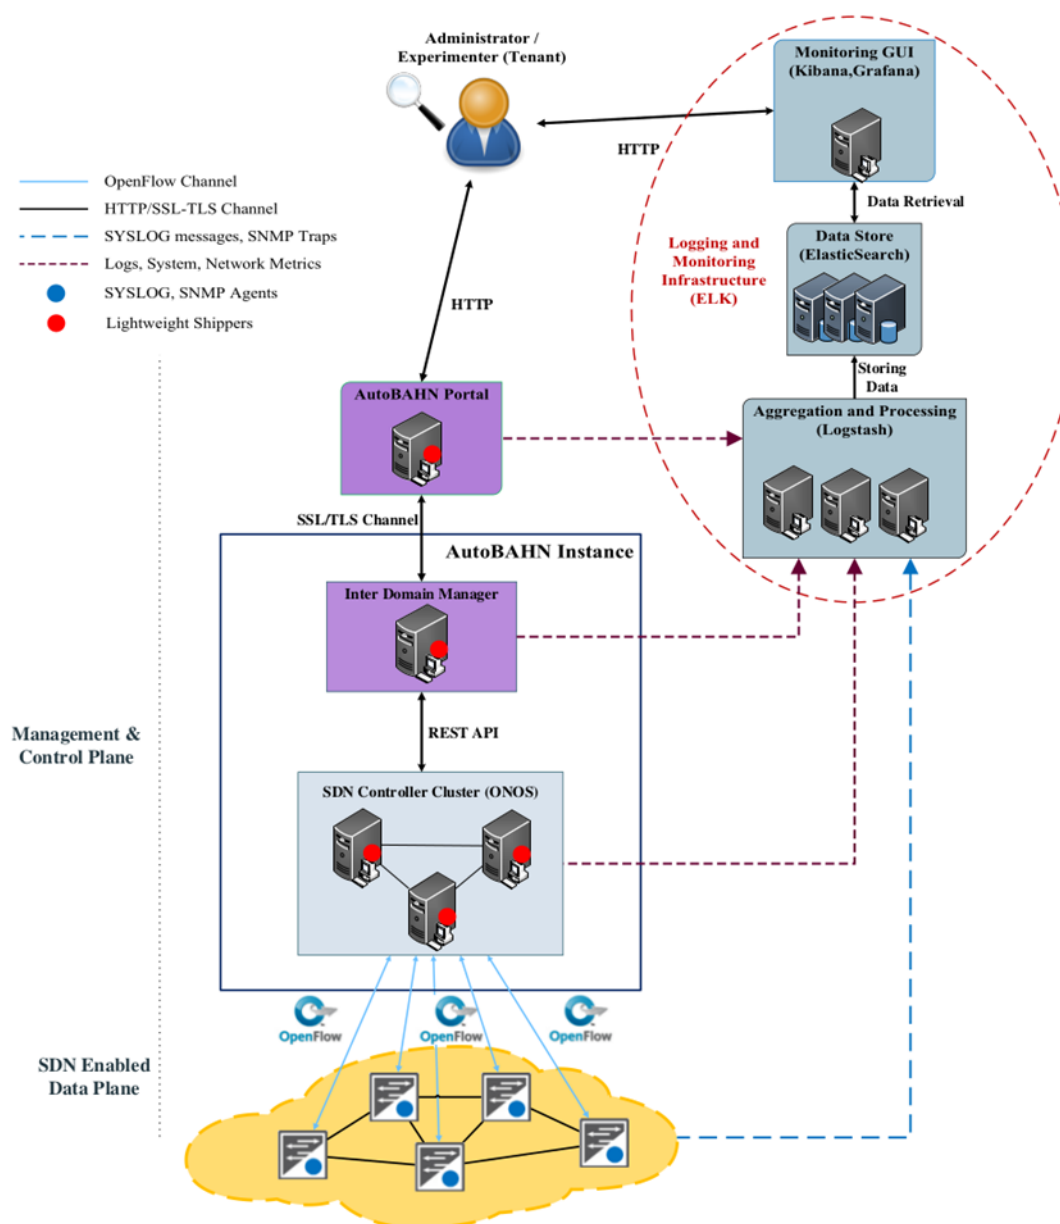 Administrator /
Experimenter (Tenant)
Monitoring GUI
(Kibana,Grafana)
HTTP
OpenFlow Channel
HTTP/SSL-TLS Channel
SYSLOG messages, SNMP Traps
Logs, System, Network Metrics
SYSLOG, SNMP Agents
Lightweight Shippers
Data Retrieval
Logging and
Monitoring
Infrastructure
(ELK)
Data Store
(ElasticSearch)
HTTP
Storing
Data
AutoBAHN Portal
Aggregation and Processing
(Logstash)
SSL/TLS Channel
AutoBAHN Instance
Inter Domain Manager
Management &
Control Plane
REST API
SDN Controller Cluster (ONOS)
OpenFlow
OpenFlow
OpenFlow
SDN Enabled
Data Plane